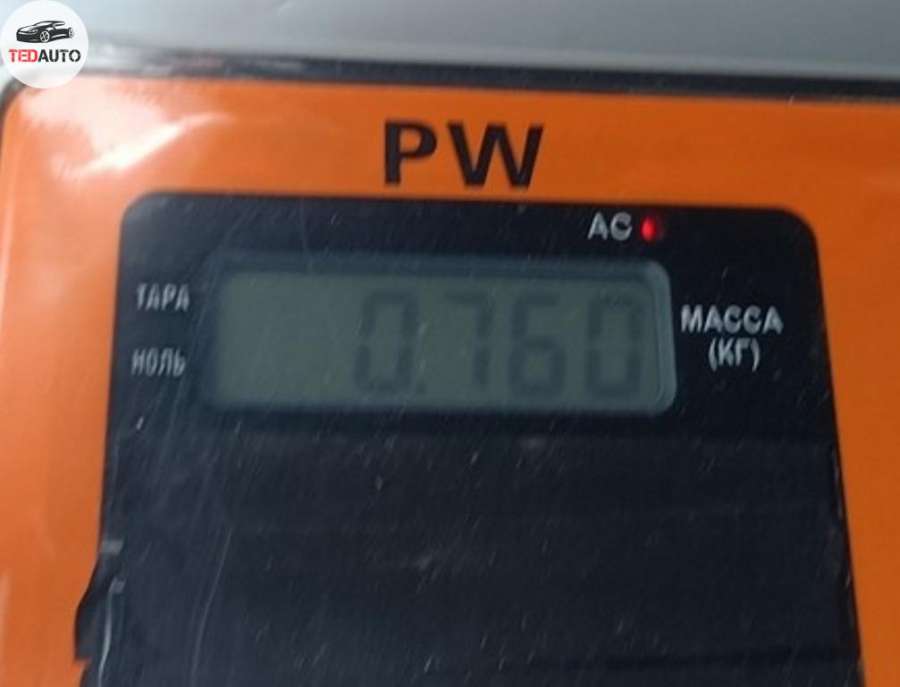 TEDAUTO
PW
AC
ТАРА
0.760
МАССА
(КГ)
НОЛЬ